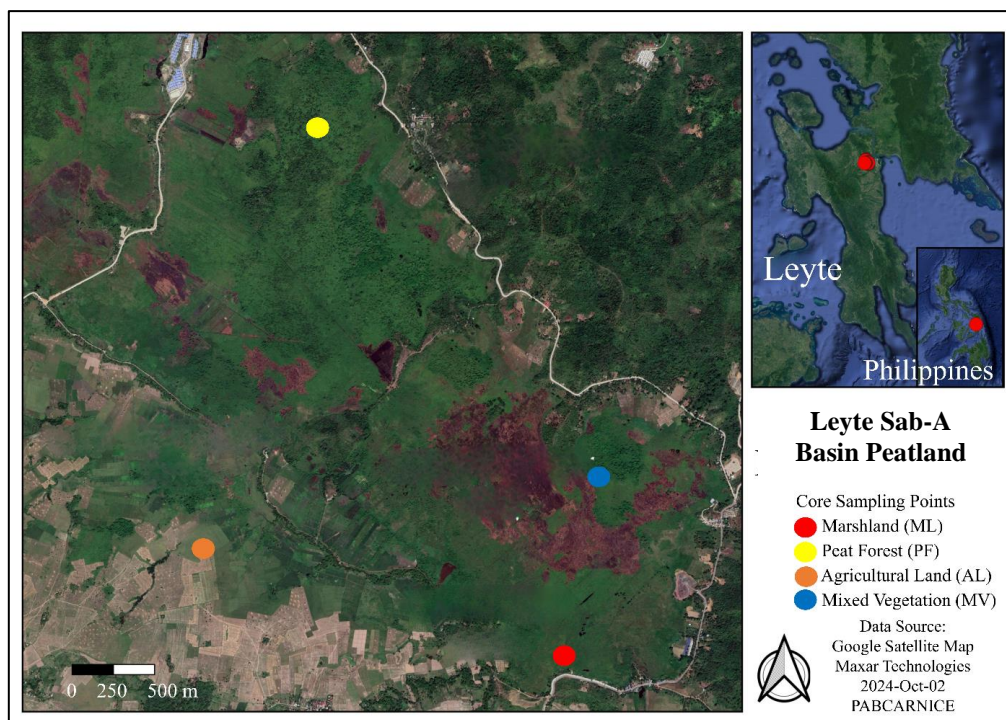 Leyte
Philippines
Leyte Sab-A
Basin Peatland
Core Sampling Points
Marshland (ML)
Peat Forest (PF)
Agricultural Land (AL)
Mixed Vegetation (MV)
Data Source:
Google Satellite Map
Maxar Technologies
2024-Oct-02
PABCARNICE
0 250 500 m